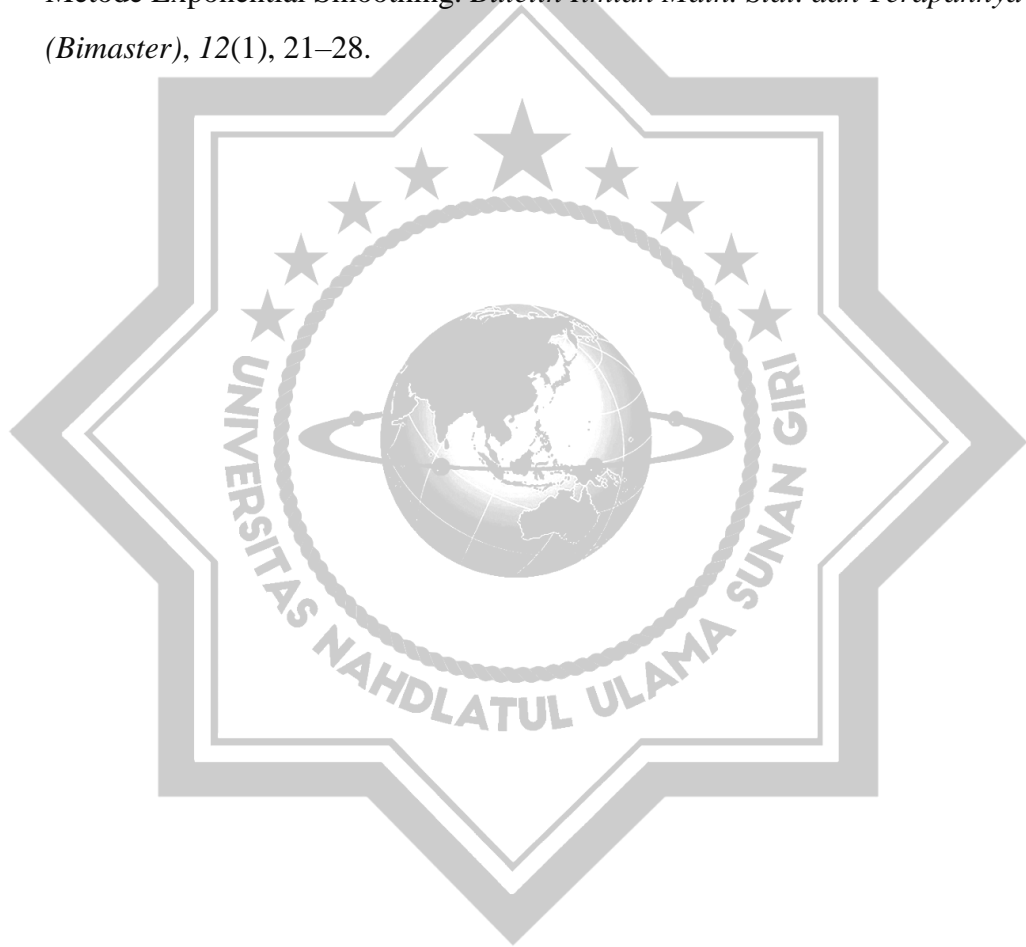 Metode Exponential Smoothing. Buletin Ilmiah Math. Stat. dan Terapannya
(Bimaster), 12(1), 21–28.
UNIVERSITAS NAHDLATUL ULAMA SUNAN GIRI